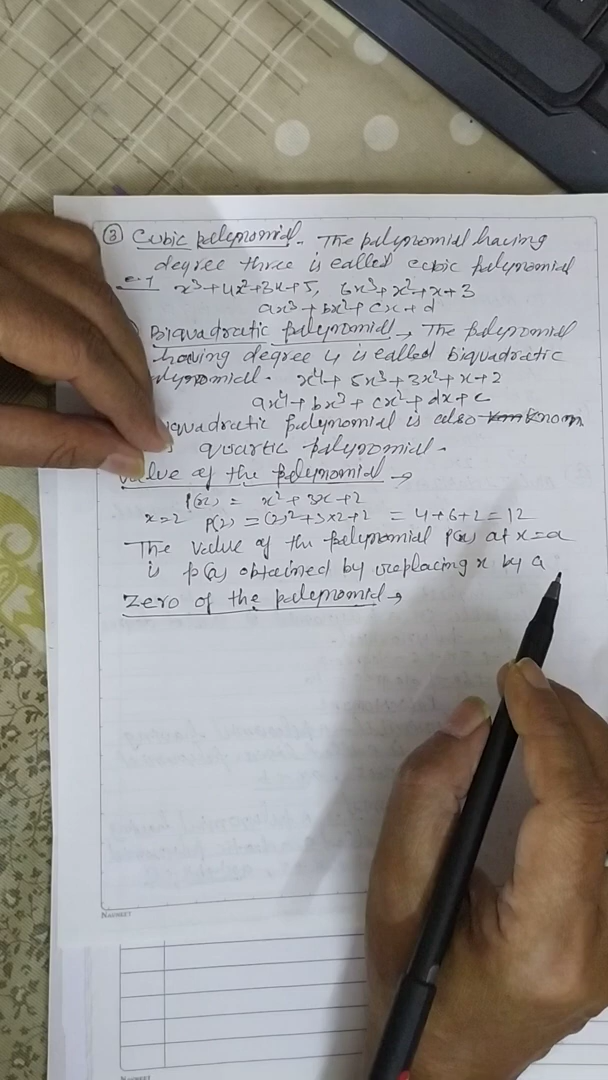 ③ Cubic polynomial. The polynomial having
degree three is called cubic polynomial
e.g x³+4x²+3x+5, 6x³+x²+x+3
ax³+bx²+cx+d
Biquadratic polynomial → The polynomial
having degree 4 is called biquadratic
lynomial. x⁴+5x³+3x²+x+2
ax⁴+bx³+cx²+dx+e
quadratic polynomial is also known
quartic polynomial.
Value of the polynomial →
P(x) = x²+3x+2
x=2 P(2) = (2)²+3×2+2 = 4+6+2=12
The value of the polynomial P(x) at x=a
is p(a) obtained by replacing x by a
Zero of the polynomial →
NAVNEET
NAVNEET